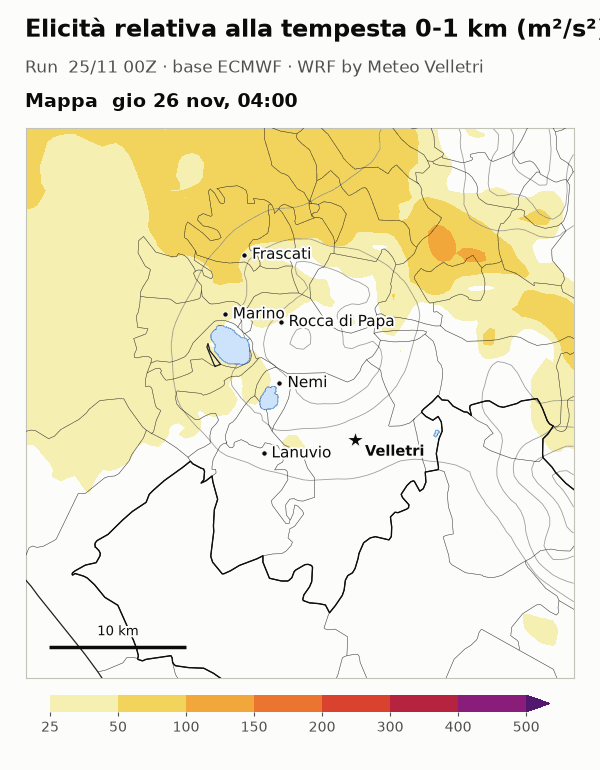 Elicità relativa alla tempesta 0-1 km (m²/s²)
Run 25/11 00Z · base ECMWF · WRF by Meteo Velletri
Mappa gio 26 nov, 04:00
Frascati
Marino
Rocca di Papa
Nemi
Velletri
Lanuvio
10 km
25 50 100 150 200 300 400 500